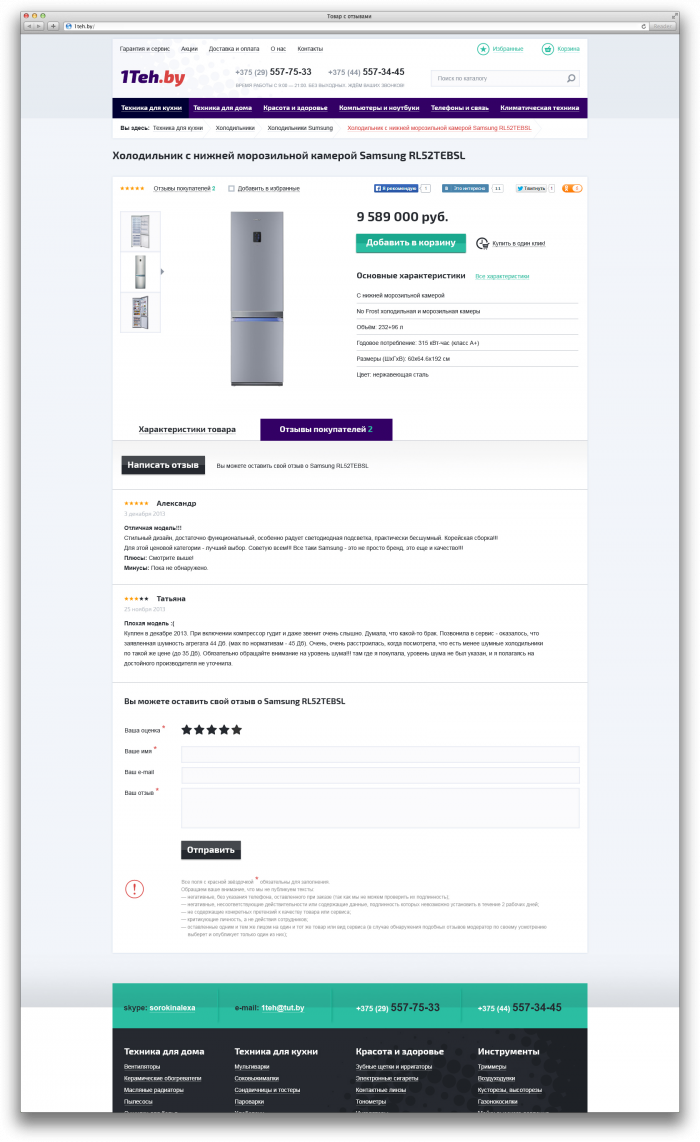 Товар с отзывами
1teh.by/
Reader
Гарантия и сервис Акции Доставка и оплата О нас Контакты Избранные Корзина
1Teh.by
+375 (29) 557-75-33 +375 (44) 557-34-45
ВРЕМЯ РАБОТЫ С 9:00 — 21:00. БЕЗ ВЫХОДНЫХ. ЖДЁМ ВАШИХ ЗВОНКОВ!
Поиск по каталогу
Техника для кухни Техника для дома Красота и здоровье Компьютеры и ноутбуки Телефоны и связь Климатическая техника
Вы здесь: Техника для кухни Холодильники Холодильники Sumsung Холодильник с нижней морозильной камерой Samsung RL52TEBSL
Холодильник с нижней морозильной камерой Samsung RL52TEBSL
Отзывы покупателей 2 Добавить в избранные
Я рекомендую Это интересно 11 Твитнуть
9 589 000 руб.
Добавить в корзину Купить в один клик!
Основные характеристики Все характеристики
С нижней морозильной камерой
No Frost холодильная и морозильная камеры
Объём: 232+96 л
Годовое потребление: 315 кВт-час (класс A+)
Размеры (ШхГхВ): 60x64.6x192 см
Цвет: нержавеющая сталь
Характеристики товара Отзывы покупателей 2
Написать отзыв Вы можете оставить свой отзыв о Samsung RL52TEBSL
Александр
3 декабря 2013
Отличная модель!!!
Стильный дизайн, достаточно функциональный, особенно радует светодиодная подсветка, практически бесшумный. Корейская сборка!!!
Для этой ценовой категории - лучший выбор. Советую всем!!! Все таки Samsung - это не просто бренд, это еще и качество!!!
Плюсы: Смотрите выше!
Минусы: Пока не обнаружено.
Татьяна
25 ноября 2013
Плохая модель :(
Куплен в декабре 2013. При включении компрессор гудит и даже звенит очень слышно. Думала, что какой-то брак. Позвонила в сервис - оказалось, что
заявленная шумность агрегата 44 Дб. (мах по нормативам - 45 Дб). Очень, очень расстроилась, когда посмотрела, что есть менее шумные холодильники
по такой же цене (до 35 Дб). Обязательно обращайте внимание на уровень шума!!! там где я покупала, уровень шума не был указан, и я полагаясь на
достойного производителя не уточнила.
Вы можете оставить свой отзыв о Samsung RL52TEBSL
Ваша оценка *
Ваше имя *
Ваш e-mail
Ваш отзыв *
Отправить
Все поля с красной звёздочкой * обязательны для заполнения.
Обращаем ваше внимание, что мы не публикуем тексты:
— негативные, без указания телефона, оставленного при заказе (так как мы не можем проверить их подлинность);
— негативные, несоответствующие действительности или содержащие данные, подлинность которых невозможно установить в течение 2 рабочих дней;
— не содержащие конкретных претензий к качеству товара или сервиса;
— критикующие личность, а не действия сотрудников;
— оставленные одним и тем же лицом на один и тот же товар или вид сервиса (в случае обнаружения подобных отзывов модератор по своему усмотрению
выберет и опубликует только один из них);
skype: sorokinalexa e-mail: 1teh@tut.by +375 (29) 557-75-33 +375 (44) 557-34-45
Техника для дома Техника для кухни Красота и здоровье Инструменты
Вентиляторы Мультиварки Зубные щетки и ирригаторы Триммеры
Керамические обогреватели Соковыжималки Электронные сигареты Воздуходувки
Масляные радиаторы Сэндвичницы и тостеры Контактные линзы Кусторезы, высоторезы
Пылесосы Пароварки Тонометры Газонокосилки